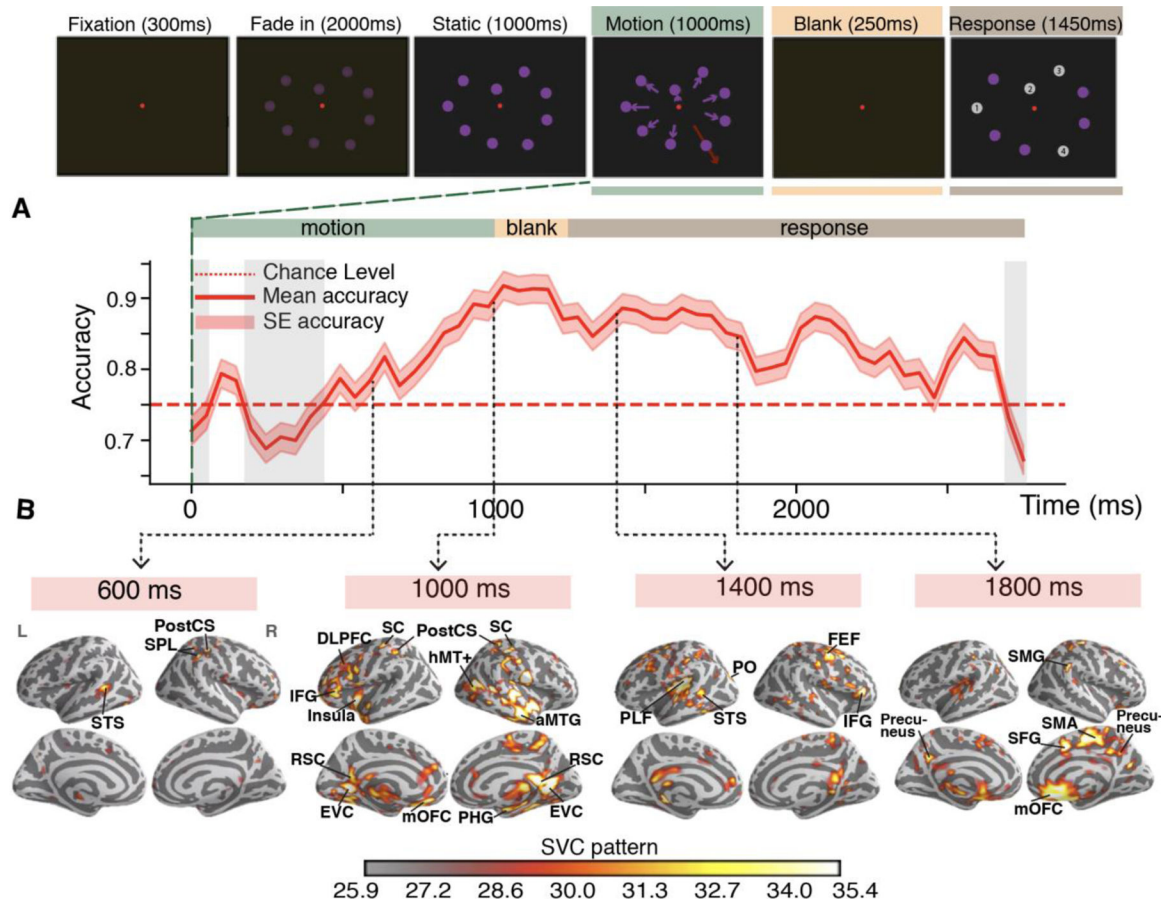 Fixation (300ms) Fade in (2000ms) Static (1000ms) Motion (1000ms) Blank (250ms) Response (1450ms)
3
2
1
4
A
motion blank response
Chance Level
Mean accuracy
SE accuracy
Accuracy
0.9
0.8
0.7
0 1000 2000 Time (ms)
B
600 ms 1000 ms 1400 ms 1800 ms
L R
PostCS
SPL
STS
DLPFC SC PostCS SC
hMT+
IFG
Insula
aMTG
RSC RSC
EVC mOFC PHG EVC
FEF
PO
PLF STS IFG
SMG
Precu-
neus
SMA
SFG
Precu-
neus
mOFC
SVC pattern
25.9 27.2 28.6 30.0 31.3 32.7 34.0 35.4